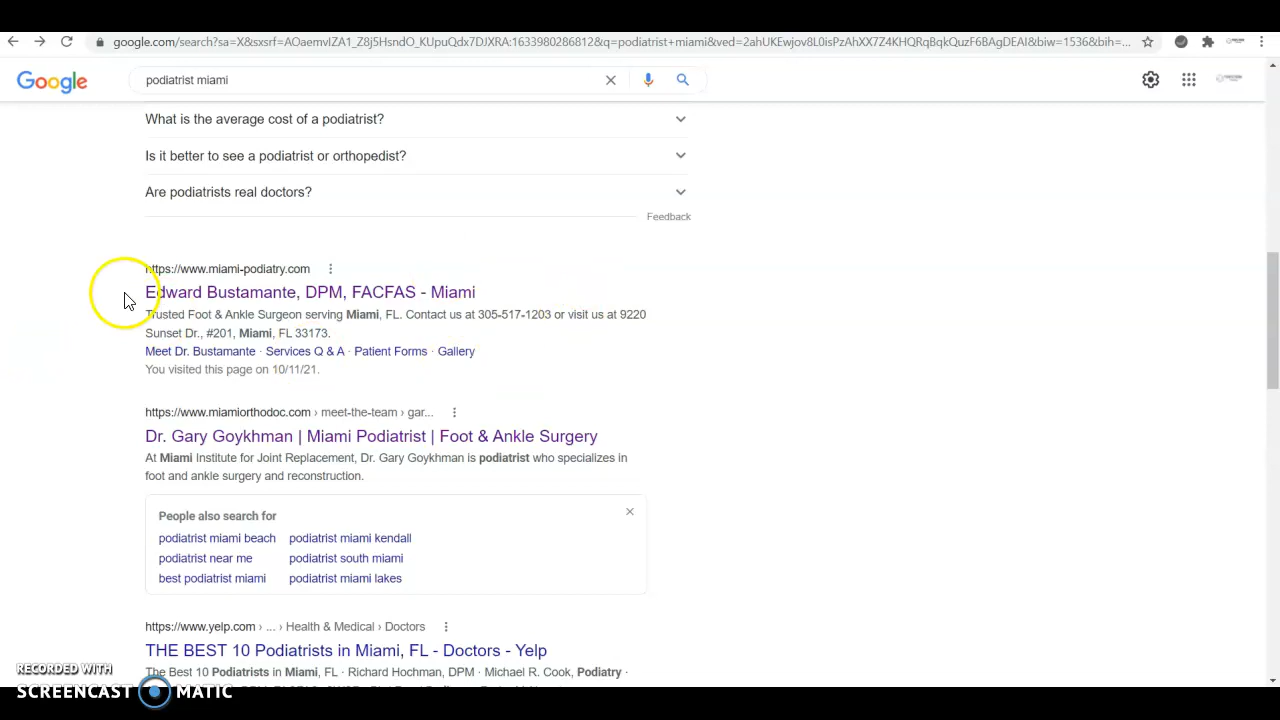 google.com/search?sa=X&sxsrf=AOaemvIZA1_Z8j5HsndO_KUpuQdx7DJXRA:1633980286812&q=podiatrist+miami&ved=2ahUKEwjov8L0isPzAhXX7Z4KHQRqBqkQuzF6BAgDEAI&biw=1536&bih=...
Google
podiatrist miami
What is the average cost of a podiatrist?
Is it better to see a podiatrist or orthopedist?
Are podiatrists real doctors?
Feedback
https://www.miami-podiatry.com
Edward Bustamante, DPM, FACFAS - Miami
Trusted Foot & Ankle Surgeon serving Miami, FL. Contact us at 305-517-1203 or visit us at 9220
Sunset Dr., #201, Miami, FL 33173.
Meet Dr. Bustamante · Services Q & A · Patient Forms · Gallery
You visited this page on 10/11/21.
https://www.miamiorthodoc.com › meet-the-team › gar...
Dr. Gary Goykhman | Miami Podiatrist | Foot & Ankle Surgery
At Miami Institute for Joint Replacement, Dr. Gary Goykhman is podiatrist who specializes in
foot and ankle surgery and reconstruction.
People also search for
podiatrist miami beach podiatrist miami kendall
podiatrist near me podiatrist south miami
best podiatrist miami podiatrist miami lakes
https://www.yelp.com › ... › Health & Medical › Doctors
THE BEST 10 Podiatrists in Miami, FL - Doctors - Yelp
The Best 10 Podiatrists in Miami, FL · Richard Hochman, DPM · Michael R. Cook, Podiatry ·
RECORDED WITH
SCREENCAST MATIC